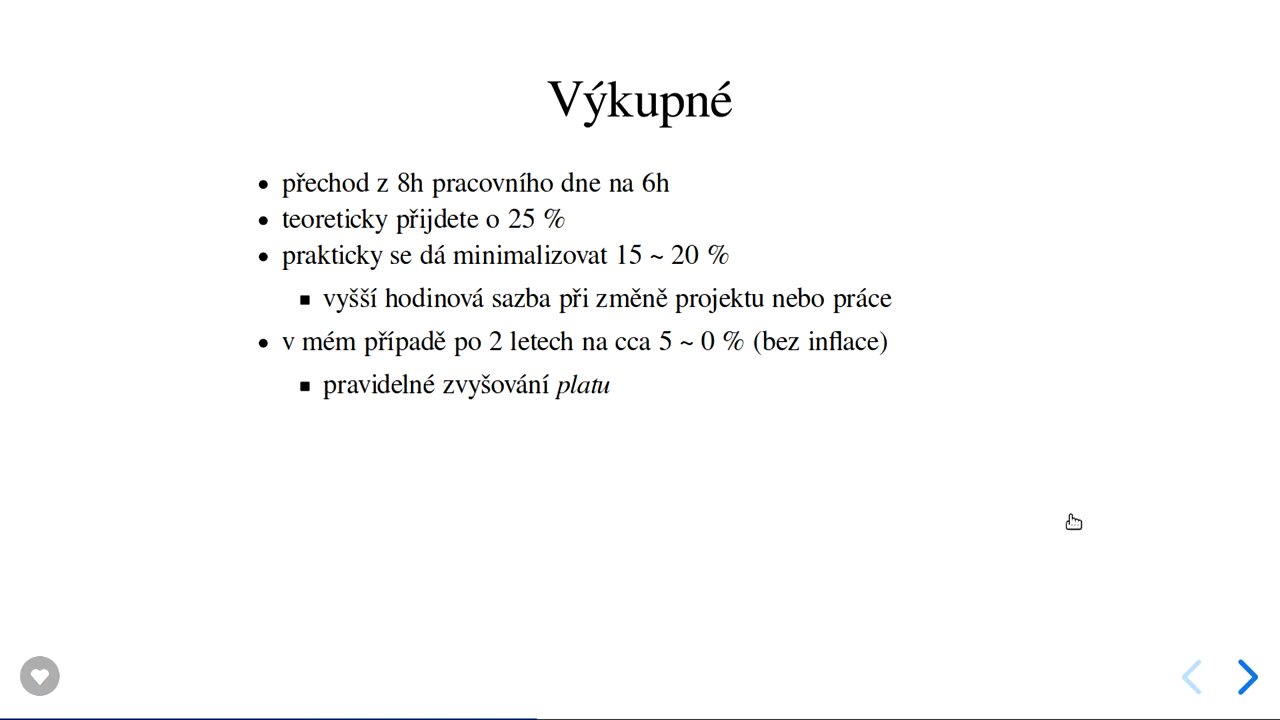 Výkupné
• přechod z 8h pracovního dne na 6h
• teoreticky přijdete o 25 %
• prakticky se dá minimalizovat 15 ~ 20 %
▪ vyšší hodinová sazba při změně projektu nebo práce
• v mém případě po 2 letech na cca 5 ~ 0 % (bez inflace)
▪ pravidelné zvyšování platu